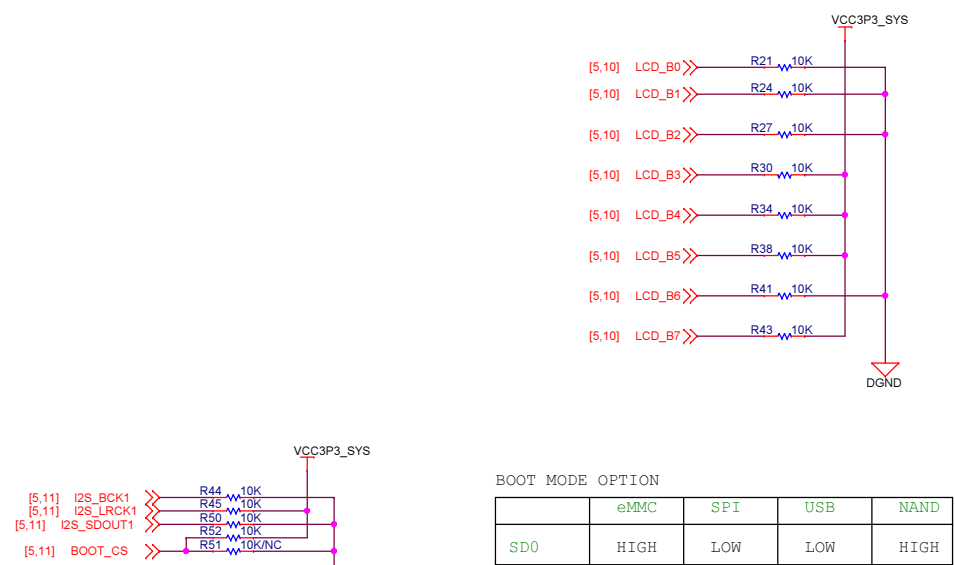 VCC3P3_SYS
[5,10] LCD_B0 R21 10K
[5,10] LCD_B1 R24 10K
[5,10] LCD_B2 R27 10K
[5,10] LCD_B3 R30 10K
[5,10] LCD_B4 R34 10K
[5,10] LCD_B5 R38 10K
[5,10] LCD_B6 R41 10K
[5,10] LCD_B7 R43 10K
DGND
VCC3P3_SYS
[5,11] I2S_BCK1 R44 10K
[5,11] I2S_LRCK1 R45 10K
[5,11] I2S_SDOUT1 R50 10K
R52 10K
[5,11] BOOT_CS R51 10K/NC
BOOT MODE OPTION
eMMC SPI USB NAND
SD0 HIGH LOW LOW HIGH